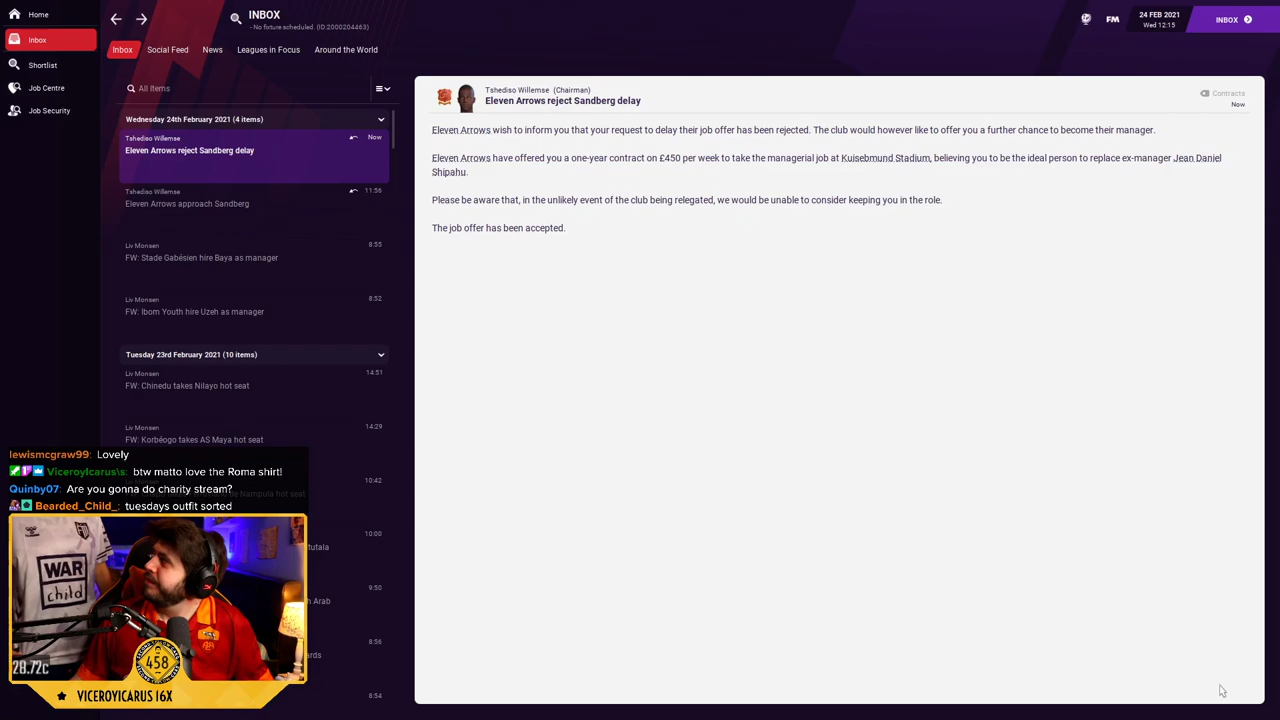 Home
Inbox
Shortlist
Job Centre
Job Security
INBOX
- No fixture scheduled. (ID:2000204463)
FM
24 FEB 2021
Wed 12:15
INBOX
Inbox
Social Feed
News
Leagues in Focus
Around the World
All Items
Wednesday 24th February 2021 (4 items)
Tshediso Willemse
Now
Eleven Arrows reject Sandberg delay
Tshediso Willemse
11:56
Eleven Arrows approach Sandberg
Liv Monsen
8:55
FW: Stade Gabésien hire Baya as manager
Liv Monsen
8:52
FW: Ibom Youth hire Uzeh as manager
Tuesday 23rd February 2021 (10 items)
Liv Monsen
14:51
FW: Chinedu takes Nilayo hot seat
Liv Monsen
14:29
FW: Korbéogo takes AS Maya hot seat
10:42
de Nampula hot seat
10:00
tutala
9:50
n Arab
8:56
ards
8:54
Tshediso Willemse (Chairman)
Eleven Arrows reject Sandberg delay
Contracts
Now
Eleven Arrows wish to inform you that your request to delay their job offer has been rejected. The club would however like to offer you a further chance to become their manager.
Eleven Arrows have offered you a one-year contract on £450 per week to take the managerial job at Kuisebmund Stadium, believing you to be the ideal person to replace ex-manager Jean Daniel
Shipahu.
Please be aware that, in the unlikely event of the club being relegated, we would be unable to consider keeping you in the role.
The job offer has been accepted.
lewismcgraw99: Lovely
ViceroyIcarus\s: btw matto love the Roma shirt!
Quinby07: Are you gonna do charity stream?
Bearded_Child_: tuesdays outfit sorted
WAR
child
28.72c
458
VICEROYICARUS 16X